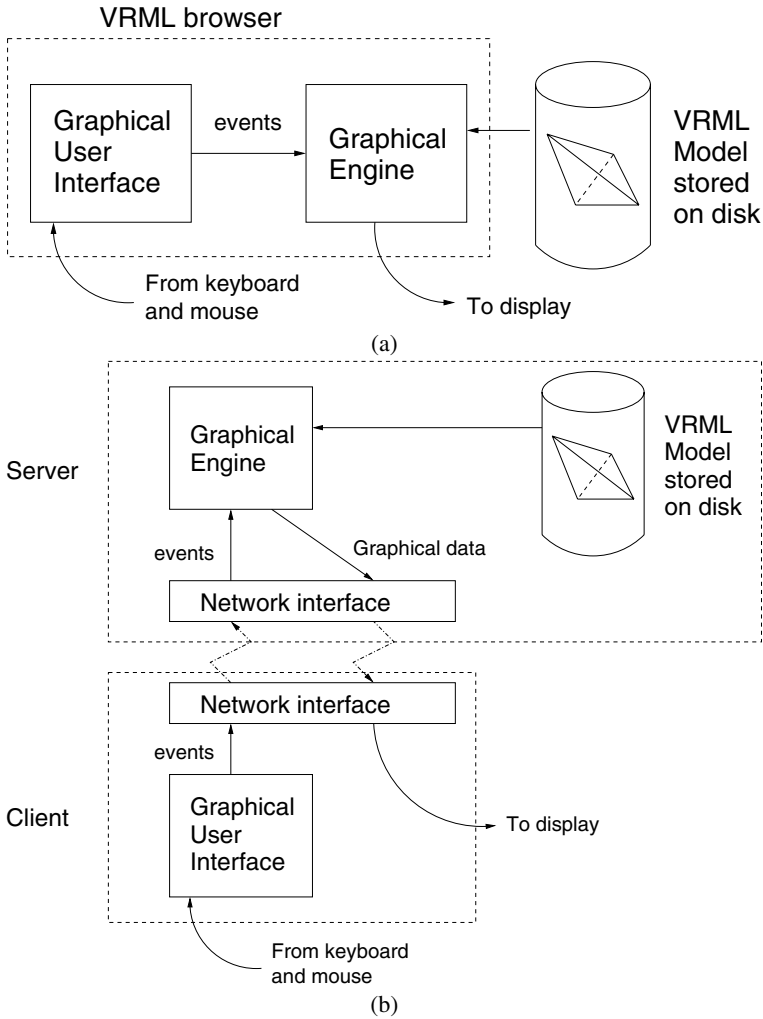 VRML browser
Graphical
User
Interface
events
Graphical
Engine
VRML
Model
stored
on disk
From keyboard
and mouse
To display
(a)
Server
Graphical
Engine
VRML
Model
stored
on disk
events
Graphical data
Network interface
Client
Network interface
events
Graphical
User
Interface
To display
From keyboard
and mouse
(b)